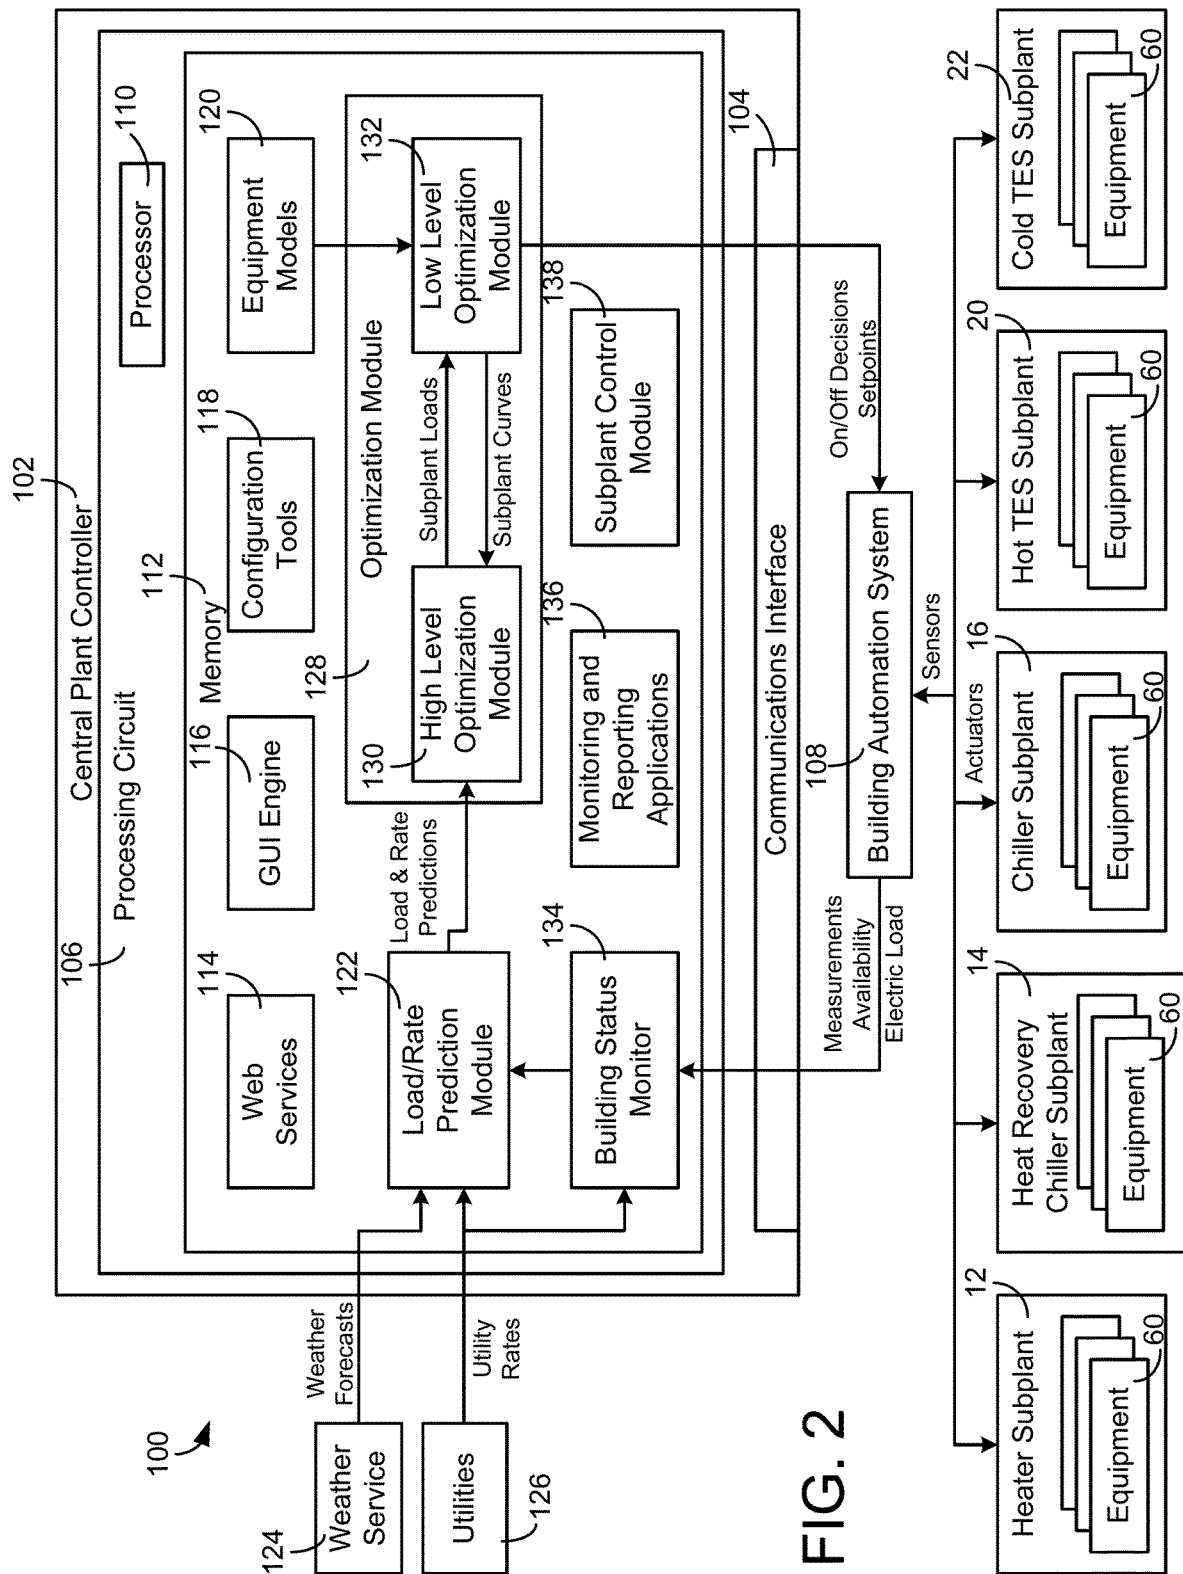 100
Weather
Service
124
Utilities
126
Weather
Forecasts
Utility
Rates
Central Plant Controller
102
Processing Circuit
106
Processor
110
Memory
112
Web
Services
114
GUI Engine
116
Configuration
Tools
118
Equipment
Models
120
Load/Rate
Prediction
Module
122
Load & Rate
Predictions
Optimization Module
128
High Level
Optimization
Module
130
Subplant Loads
Subplant Curves
Low Level
Optimization
Module
132
Building Status
Monitor
134
Monitoring and
Reporting
Applications
136
Subplant Control
Module
138
Communications Interface
104
Measurements
Availability
Electric Load
Building Automation System
108
On/Off Decisions
Setpoints
Actuators
Sensors
Heater Subplant
12
Equipment
60
Heat Recovery
Chiller Subplant
14
Equipment
60
Chiller Subplant
16
Equipment
60
Hot TES Subplant
20
Equipment
60
Cold TES Subplant
22
Equipment
60
FIG. 2